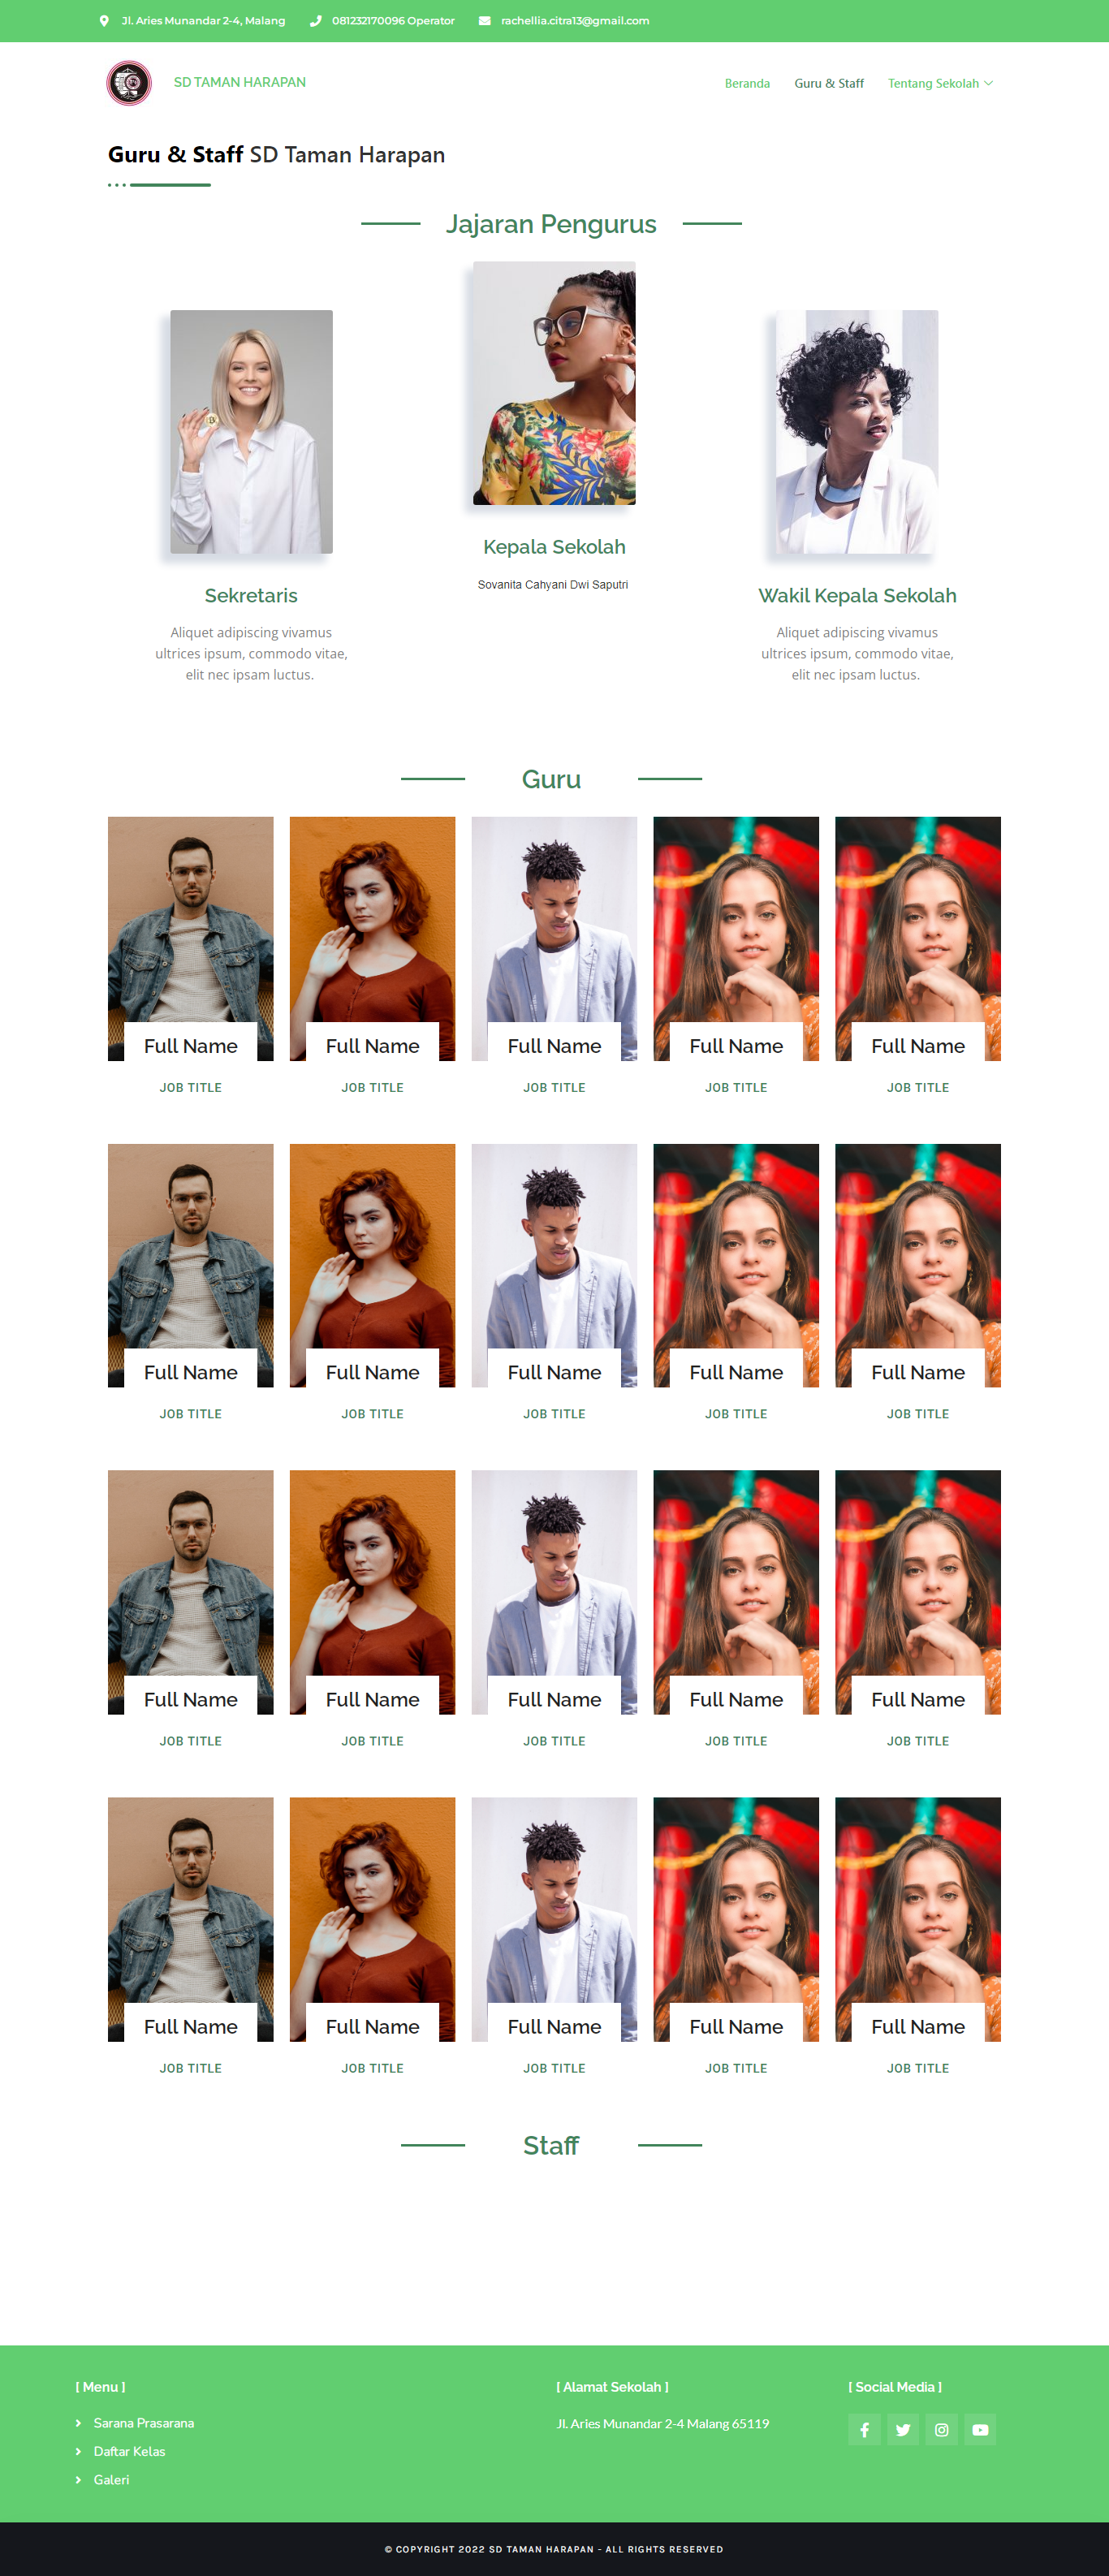 Jl. Aries Munandar 2-4, Malang
081232170096 Operator
rachellia.citra13@gmail.com
SD TAMAN HARAPAN
Beranda
Guru & Staff
Tentang Sekolah
Guru & Staff SD Taman Harapan
Jajaran Pengurus
Sekretaris
Aliquet adipiscing vivamus
ultrices ipsum, commodo vitae,
elit nec ipsam luctus.
Kepala Sekolah
Sovanita Cahyani Dwi Saputri
Wakil Kepala Sekolah
Aliquet adipiscing vivamus
ultrices ipsum, commodo vitae,
elit nec ipsam luctus.
Guru
Full Name
JOB TITLE
Full Name
JOB TITLE
Full Name
JOB TITLE
Full Name
JOB TITLE
Full Name
JOB TITLE
Full Name
JOB TITLE
Full Name
JOB TITLE
Full Name
JOB TITLE
Full Name
JOB TITLE
Full Name
JOB TITLE
Full Name
JOB TITLE
Full Name
JOB TITLE
Full Name
JOB TITLE
Full Name
JOB TITLE
Full Name
JOB TITLE
Full Name
JOB TITLE
Full Name
JOB TITLE
Full Name
JOB TITLE
Full Name
JOB TITLE
Full Name
JOB TITLE
Staff
[ Menu ]
Sarana Prasarana
Daftar Kelas
Galeri
[ Alamat Sekolah ]
Jl. Aries Munandar 2-4 Malang 65119
[ Social Media ]
© COPYRIGHT 2022 SD TAMAN HARAPAN - ALL RIGHTS RESERVED